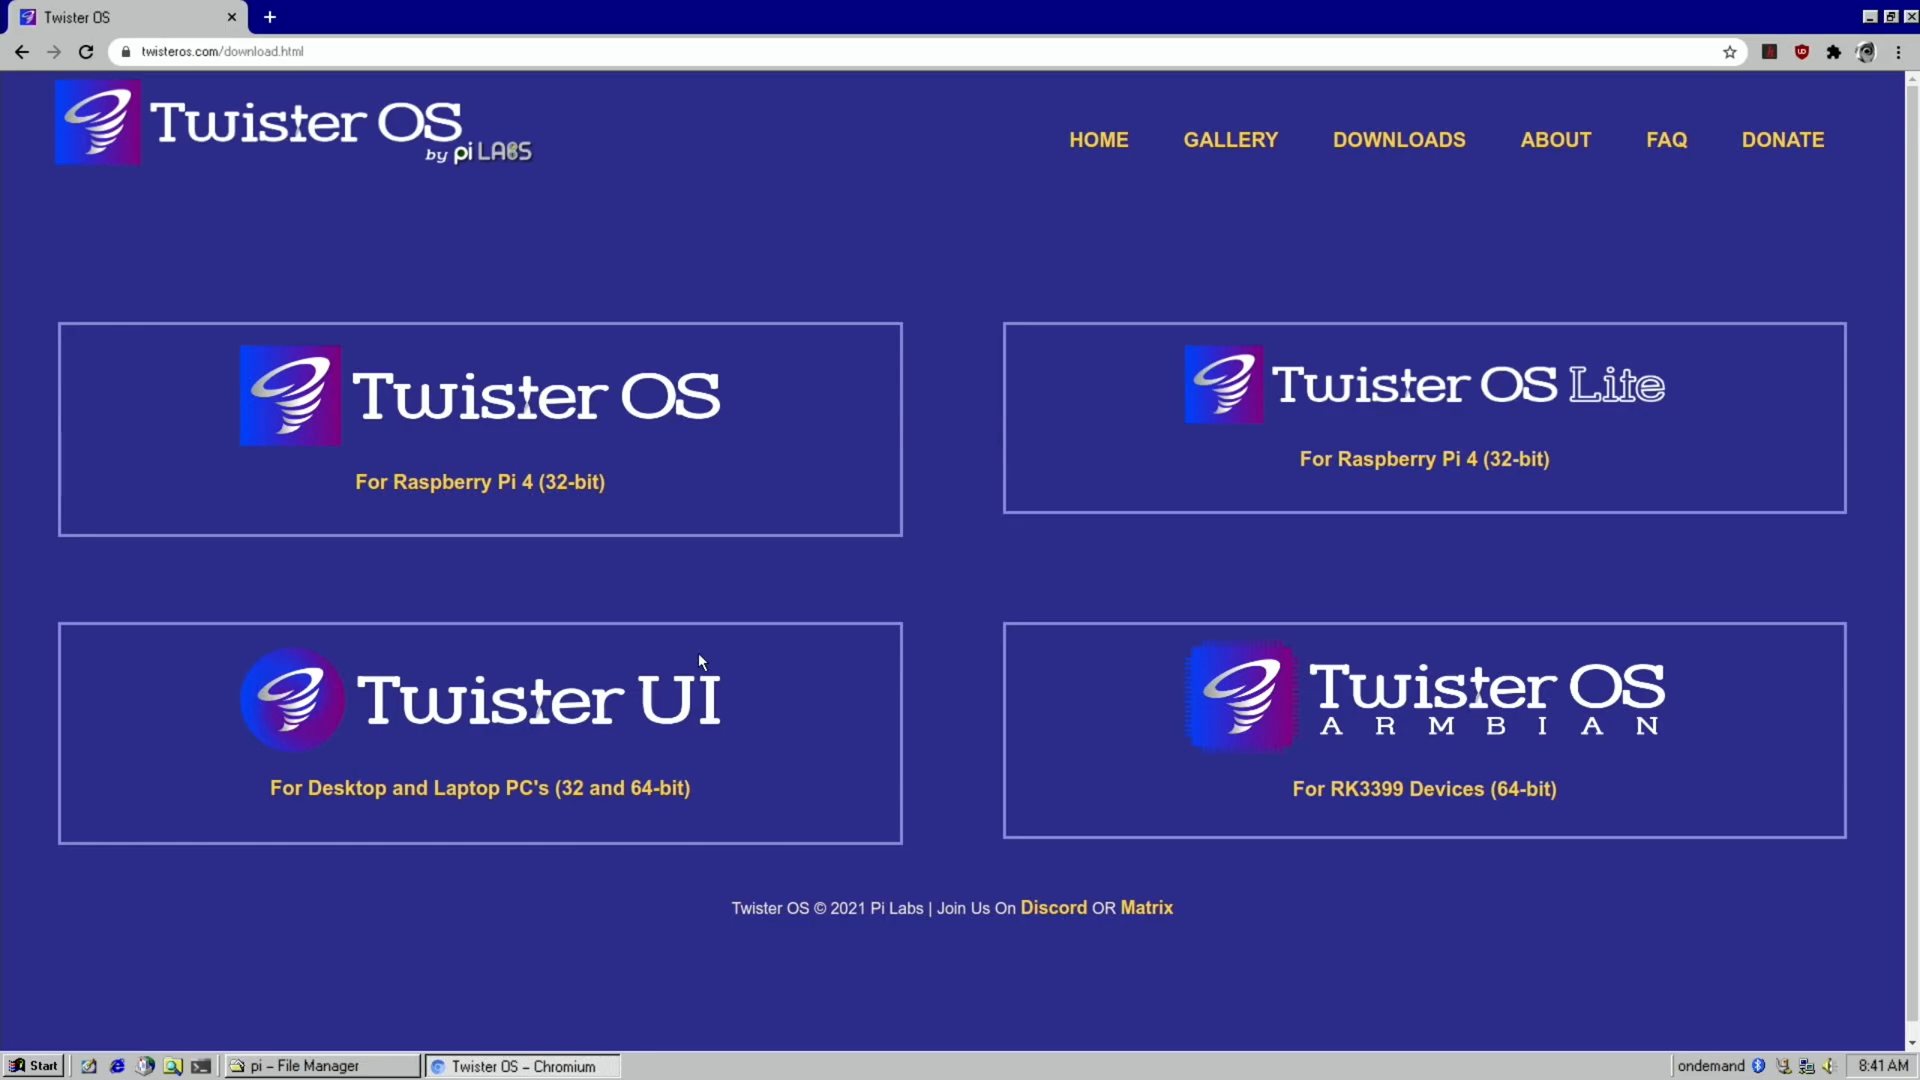 Twister OS
twisteros.com/download.html
Twister OS
by pi LABS
HOME GALLERY DOWNLOADS ABOUT FAQ DONATE
Twister OS
For Raspberry Pi 4 (32-bit)
Twister OS Lite
For Raspberry Pi 4 (32-bit)
Twister UI
For Desktop and Laptop PC's (32 and 64-bit)
Twister OS
ARMBIAN
For RK3399 Devices (64-bit)
Twister OS © 2021 Pi Labs | Join Us On Discord OR Matrix
Start pi – File Manager Twister OS – Chromium ondemand 8:41 AM